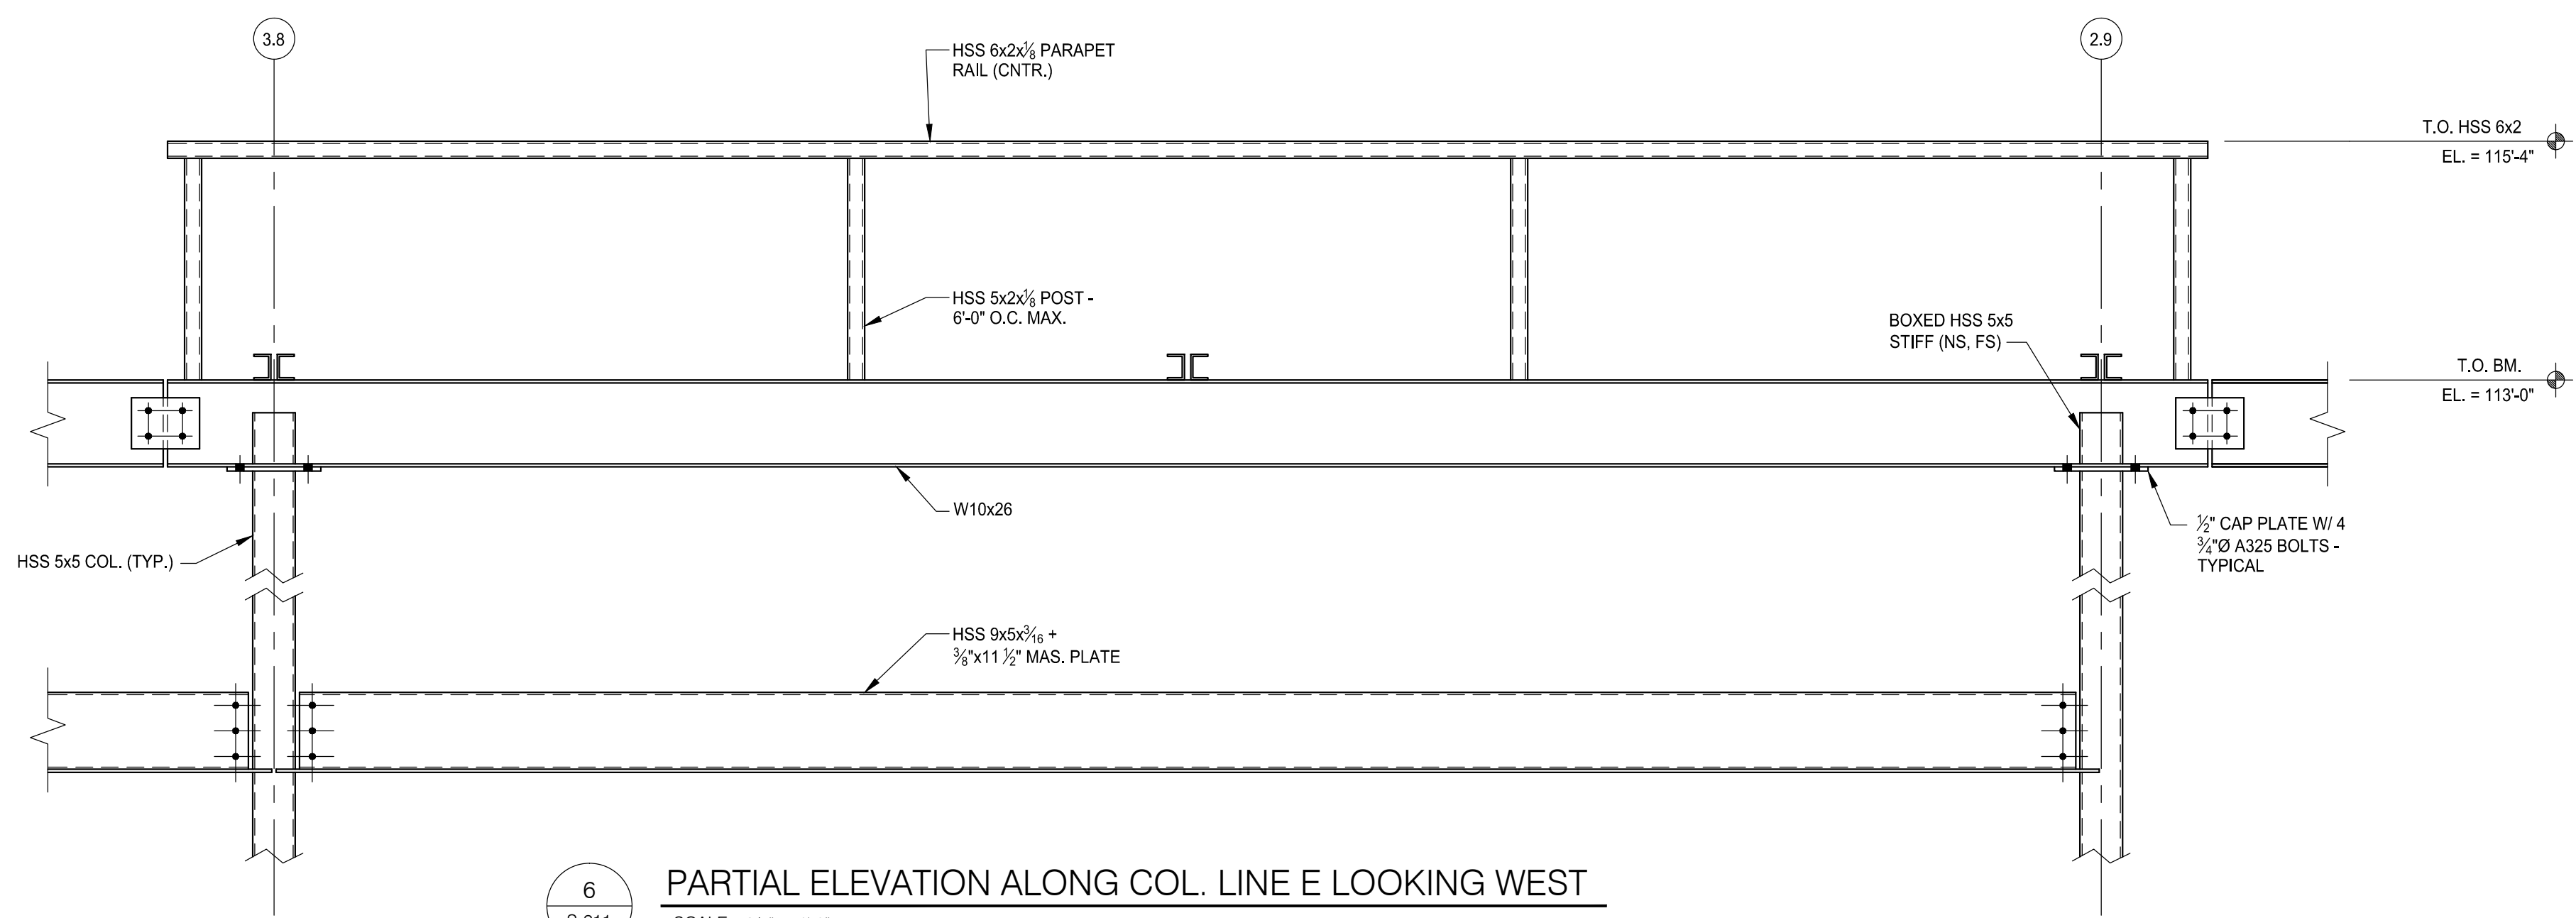 3.8
2.9
HSS 6x2x⅛ PARAPET
RAIL (CNTR.)
T.O. HSS 6x2
EL. = 115'-4"
HSS 5x2x⅛ POST -
6'-0" O.C. MAX.
BOXED HSS 5x5
STIFF (NS, FS)
T.O. BM.
EL. = 113'-0"
W10x26
HSS 5x5 COL. (TYP.)
½" CAP PLATE W/ 4
¾"Ø A325 BOLTS -
TYPICAL
HSS 9x5x3⁄16 +
⅜"x11 ½" MAS. PLATE
6
PARTIAL ELEVATION ALONG COL. LINE E LOOKING WEST